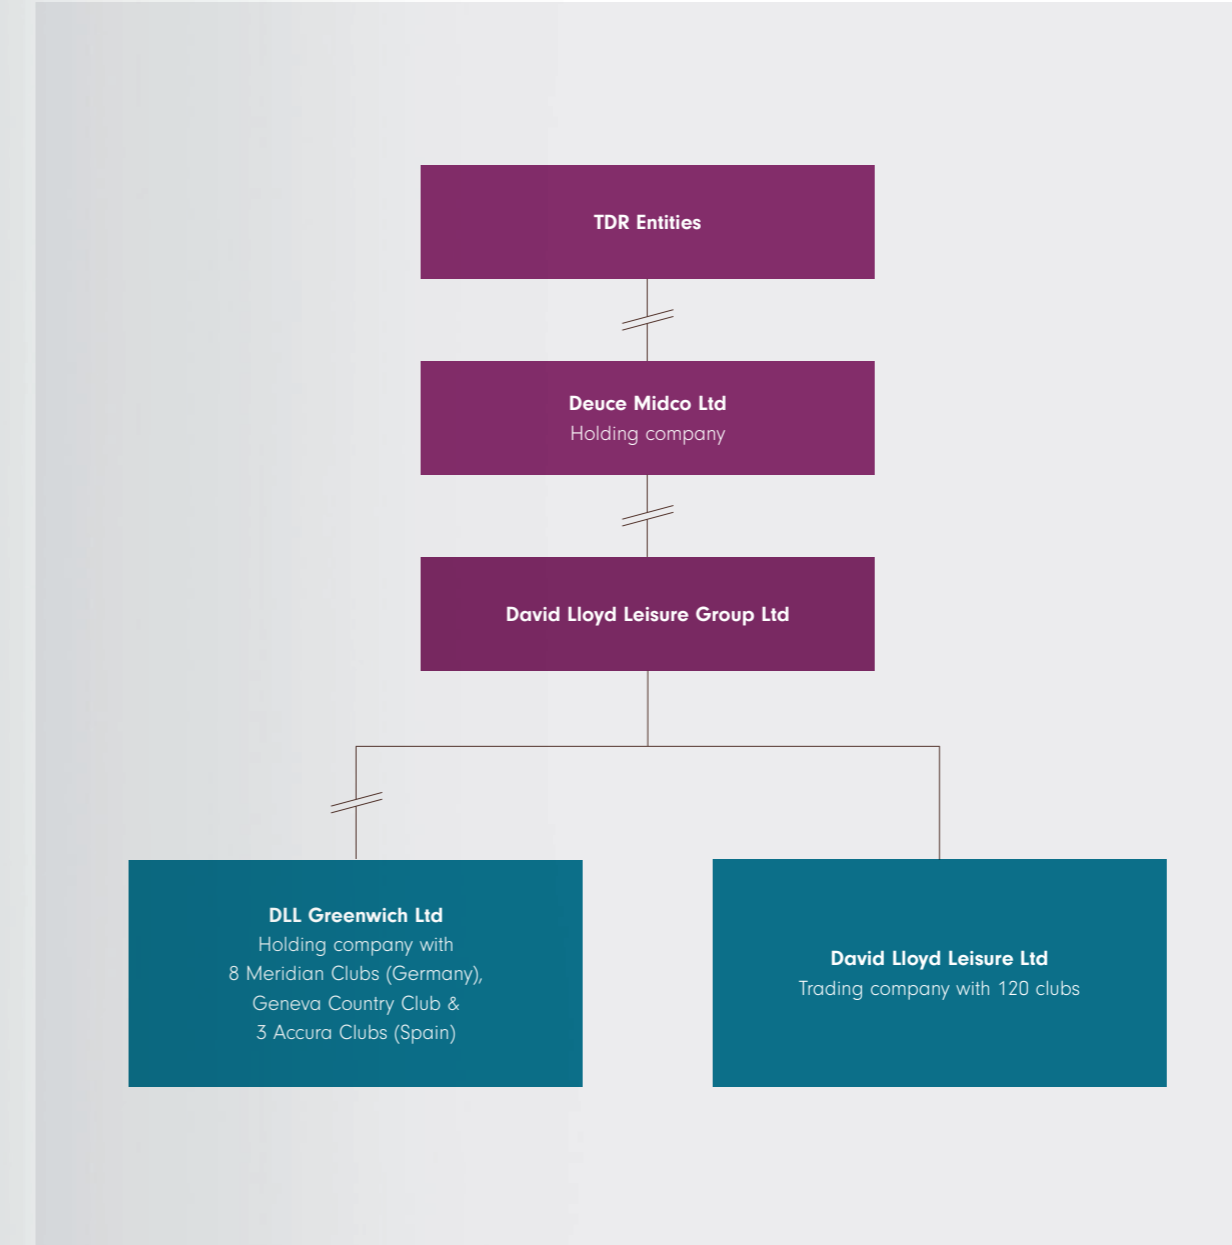 TDR Entities
Deuce Midco Ltd
Holding company
David Lloyd Leisure Group Ltd
DLL Greenwich Ltd
Holding company with
8 Meridian Clubs (Germany),
Geneva Country Club &
3 Accura Clubs (Spain)
David Lloyd Leisure Ltd
Trading company with 120 clubs